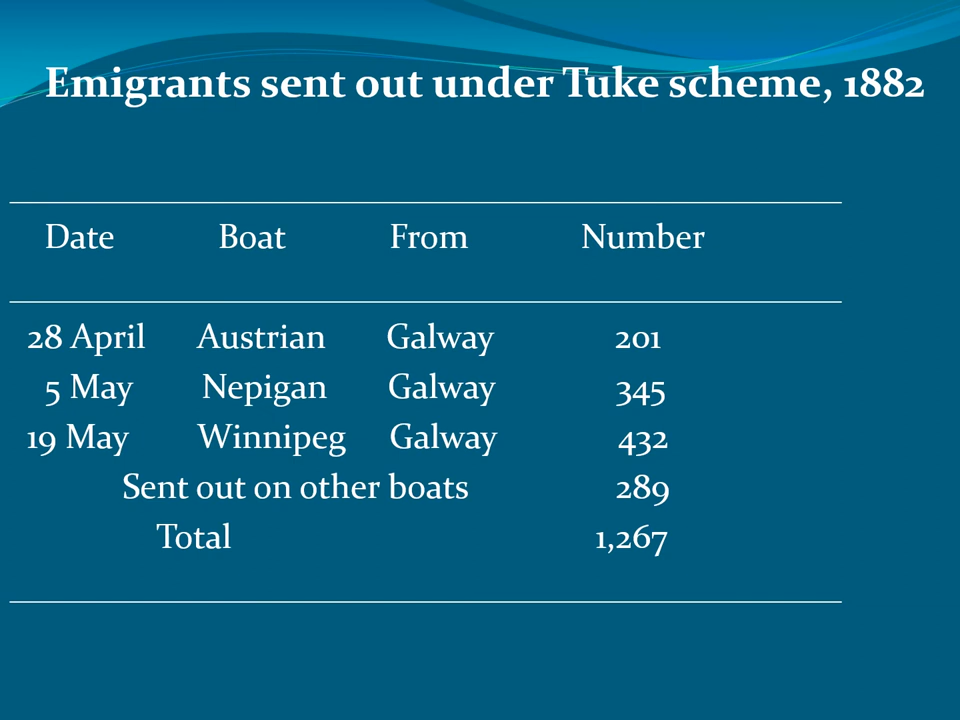 Emigrants sent out under Tuke scheme, 1882
Date Boat From Number
28 April Austrian Galway 201
5 May Nepigan Galway 345
19 May Winnipeg Galway 432
Sent out on other boats 289
Total 1,267